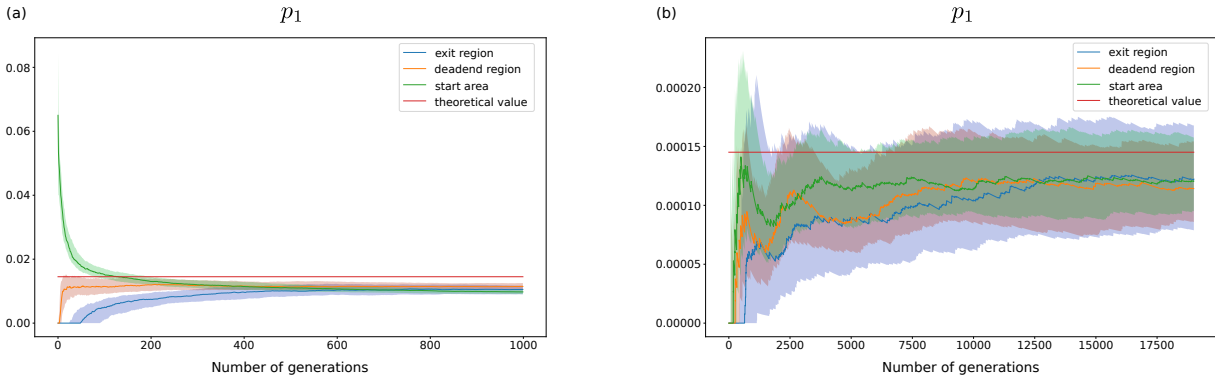 (a)
p1
0.08
0.06
0.04
0.02
0.00
exit region
deadend region
start area
theoretical value
0 200 400 600 800 1000
Number of generations
(b)
p1
0.00020
0.00015
0.00010
0.00005
0.00000
exit region
deadend region
start area
theoretical value
0 2500 5000 7500 10000 12500 15000 17500
Number of generations